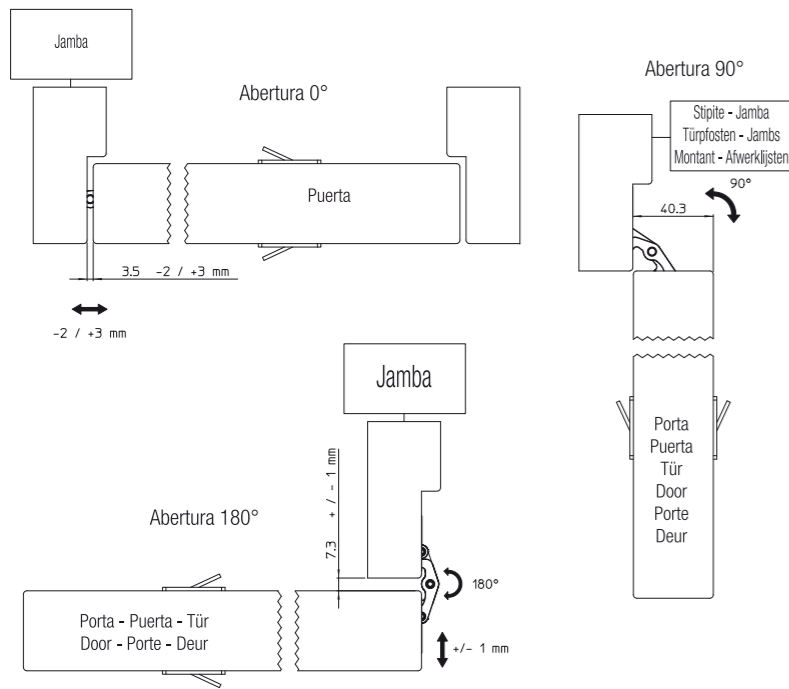 Jamba
Abertura 0°
Puerta
3.5 -2 / +3 mm
-2 / +3 mm
Abertura 90°
Stipite - Jamba
Türpfosten - Jambs
Montant - Afwerklijsten
90°
40.3
Porta
Puerta
Tür
Door
Porte
Deur
Jamba
Abertura 180°
7.3 + / - 1 mm
180°
Porta - Puerta - Tür
Door - Porte - Deur
+/- 1 mm